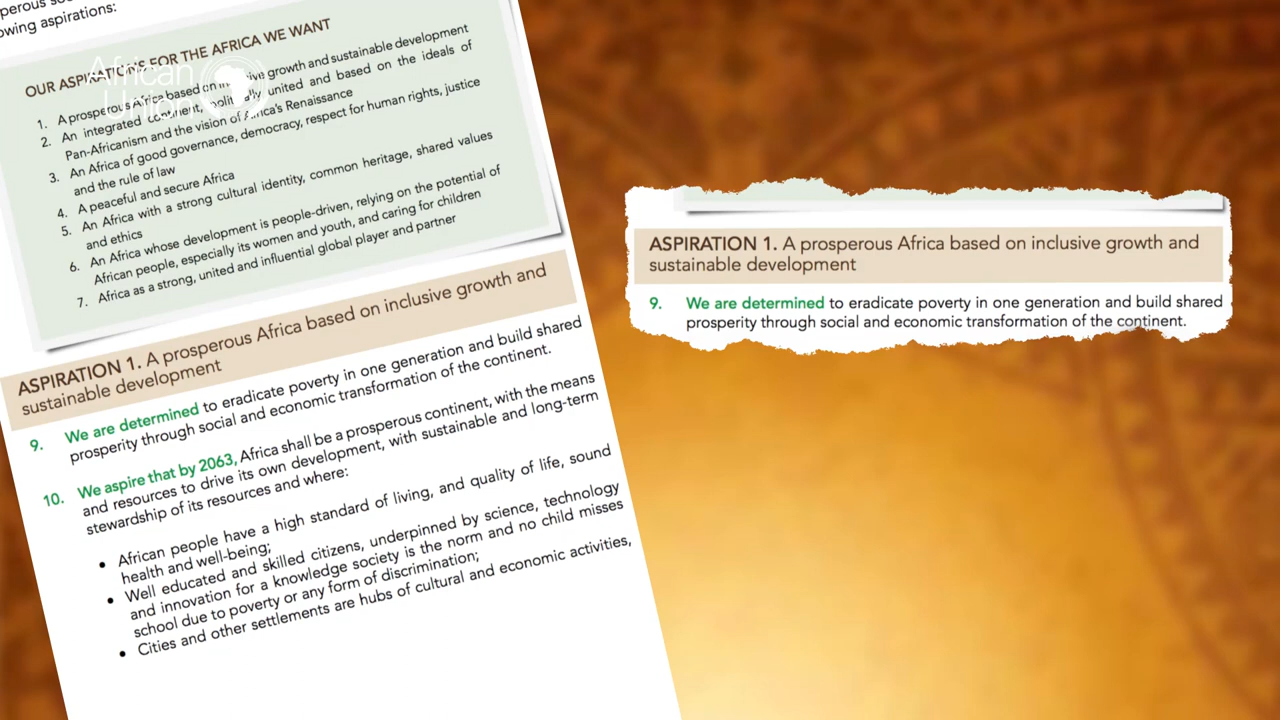 owing aspirations:
OUR ASPIRATIONS FOR THE AFRICA WE WANT
1. A prosperous Africa based on inclusive growth and sustainable development
2. An integrated continent, politically united and based on the ideals of
Pan-Africanism and the vision of Africa's Renaissance
3. An Africa of good governance, democracy, respect for human rights, justice
and the rule of law
4. A peaceful and secure Africa
5. An Africa with a strong cultural identity, common heritage, shared values
and ethics
6. An Africa whose development is people-driven, relying on the potential of
African people, especially its women and youth, and caring for children
7. Africa as a strong, united and influential global player and partner
African
Union
ASPIRATION 1. A prosperous Africa based on inclusive growth and
sustainable development
9. We are determined to eradicate poverty in one generation and build shared
prosperity through social and economic transformation of the continent.
10. We aspire that by 2063, Africa shall be a prosperous continent, with the means
and resources to drive its own development, with sustainable and long-term
stewardship of its resources and where:
• African people have a high standard of living, and quality of life, sound
health and well-being;
• Well educated and skilled citizens, underpinned by science, technology
and innovation for a knowledge society is the norm and no child misses
school due to poverty or any form of discrimination;
• Cities and other settlements are hubs of cultural and economic activities,
ASPIRATION 1. A prosperous Africa based on inclusive growth and
sustainable development
9. We are determined to eradicate poverty in one generation and build shared
prosperity through social and economic transformation of the continent.